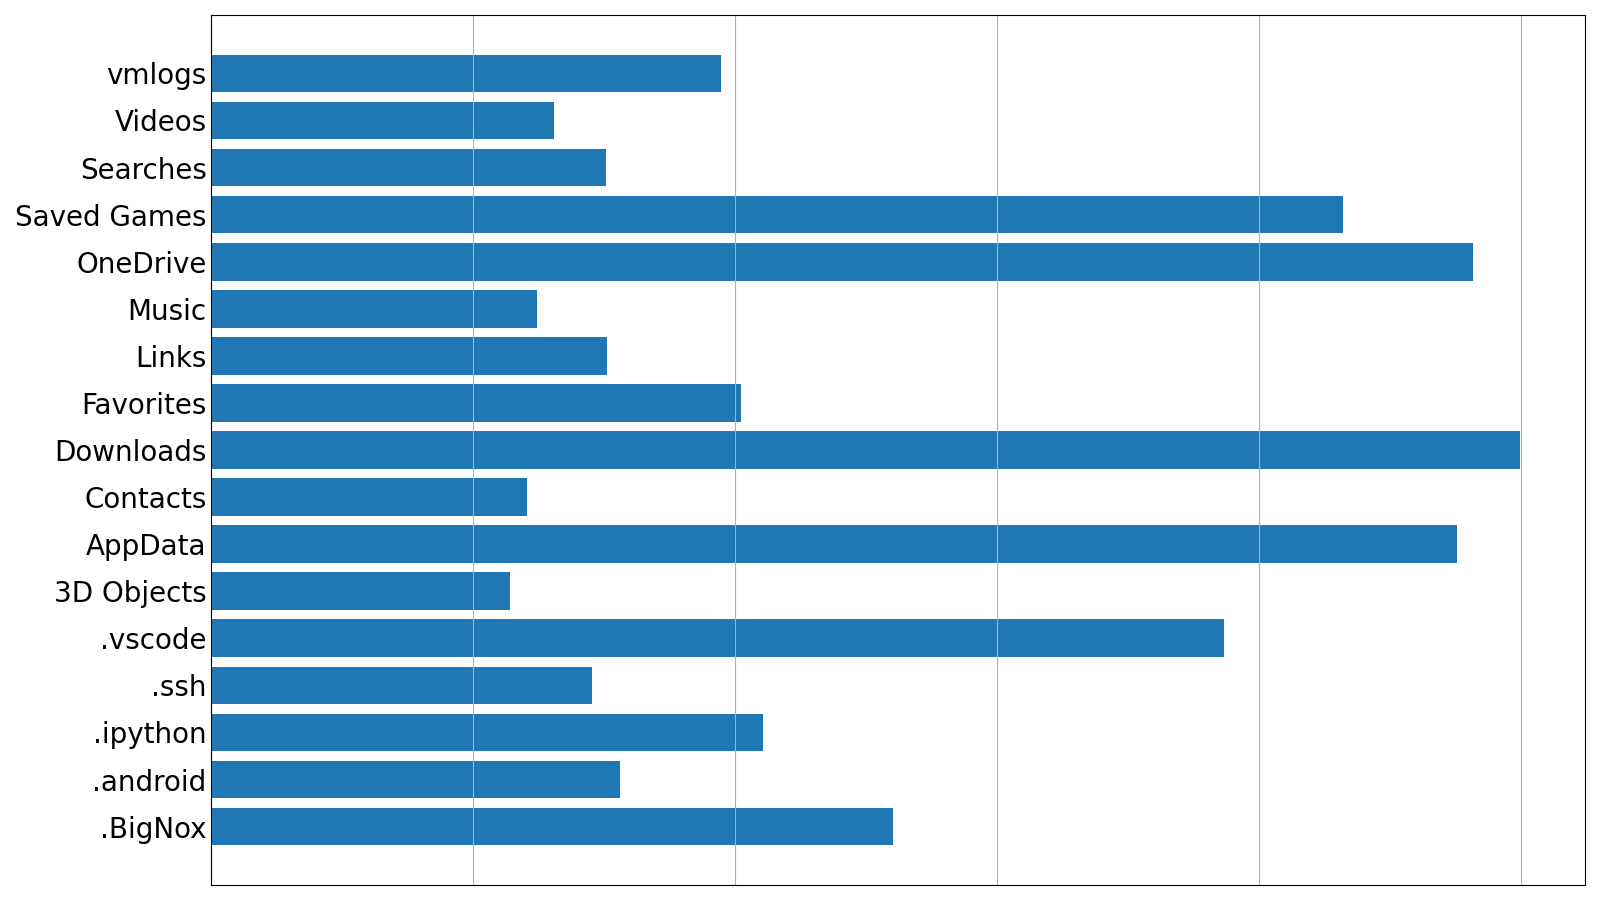 vmlogs
Videos
Searches
Saved Games
OneDrive
Music
Links
Favorites
Downloads
Contacts
AppData
3D Objects
.vscode
.ssh
.ipython
.android
.BigNox